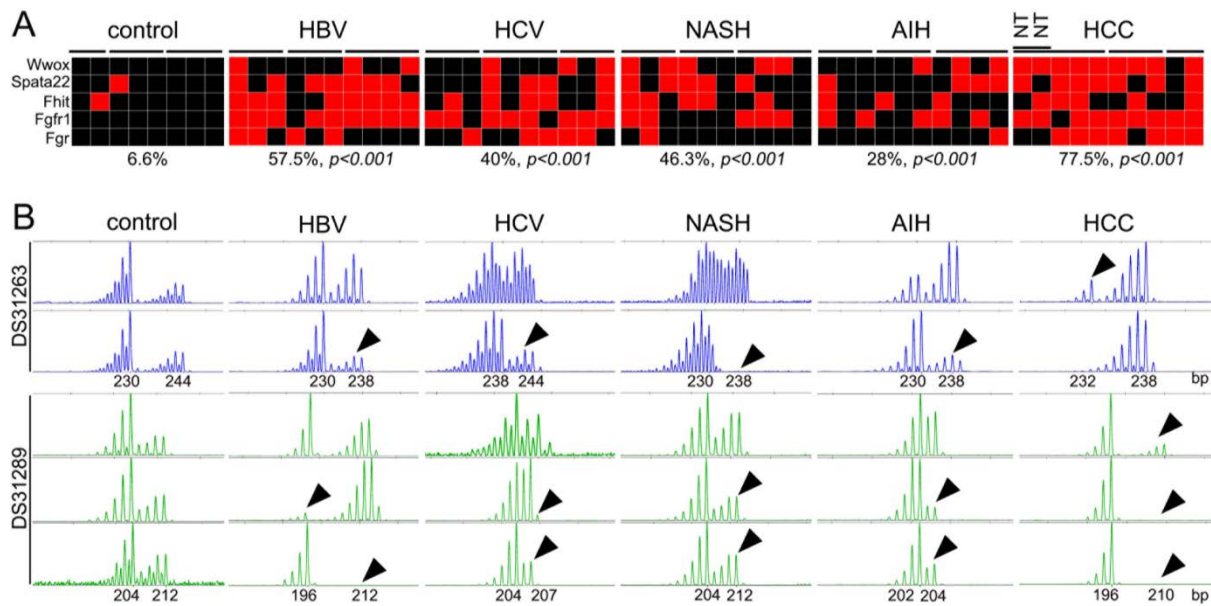 A
control HBV HCV NASH AIH NT NT HCC
Wwox
Spata22
Fhit
Fgfr1
Fgr
6.6% 57.5%, p<0.001 40%, p<0.001 46.3%, p<0.001 28%, p<0.001 77.5%, p<0.001
B
control HBV HCV NASH AIH HCC
DS31263
230 244 230 238 238 244 230 238 230 238 232 238 bp
DS31289
204 212 196 212 204 207 204 212 202 204 196 210 bp